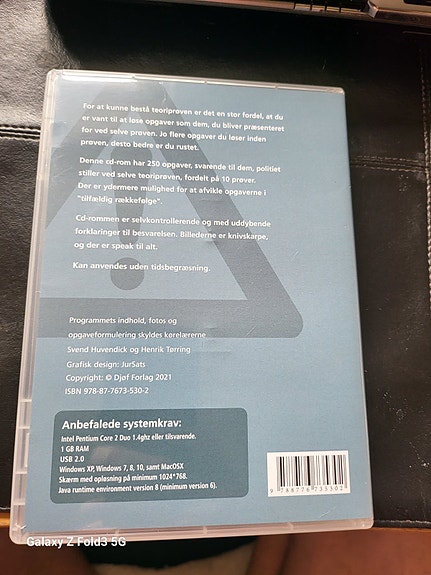 For at kunne bestå teoriprøven er det en stor fordel, at du
er vant til at løse opgaver som dem, du bliver præsenteret
for ved selve prøven. Jo flere opgaver du løser inden
prøven, desto bedre er du rustet.
Denne cd-rom har 250 opgaver, svarende til dem, politiet
stiller ved selve teoriprøven, fordelt på 10 prøver.
Der er ydermere mulighed for at afvikle opgaverne i
"tilfældig rækkefølge".
Cd-rommen er selvkontrollerende og med uddybende
forklaringer til besvarelsen. Billederne er knivskarpe,
og der er speak til alt.
Kan anvendes uden tidsbegræsning.
Programmets indhold, fotos og
opgaveformulering skyldes kørelærerne
Svend Huvendick og Henrik Tørring
Grafisk design: JurSats
Copyright: © Djøf Forlag 2021
ISBN 978-87-7673-530-2
Anbefalede systemkrav:
Intel Pentium Core 2 Duo 1.4ghz eller tilsvarende.
1 GB RAM
USB 2.0
Windows XP, Windows 7, 8, 10, samt MacOSX
Skærm med opløsning på minimum 1024*768.
Java runtime environment version 8 (minimum version 6).
9 788776 735302
Galaxy Z Fold3 5G